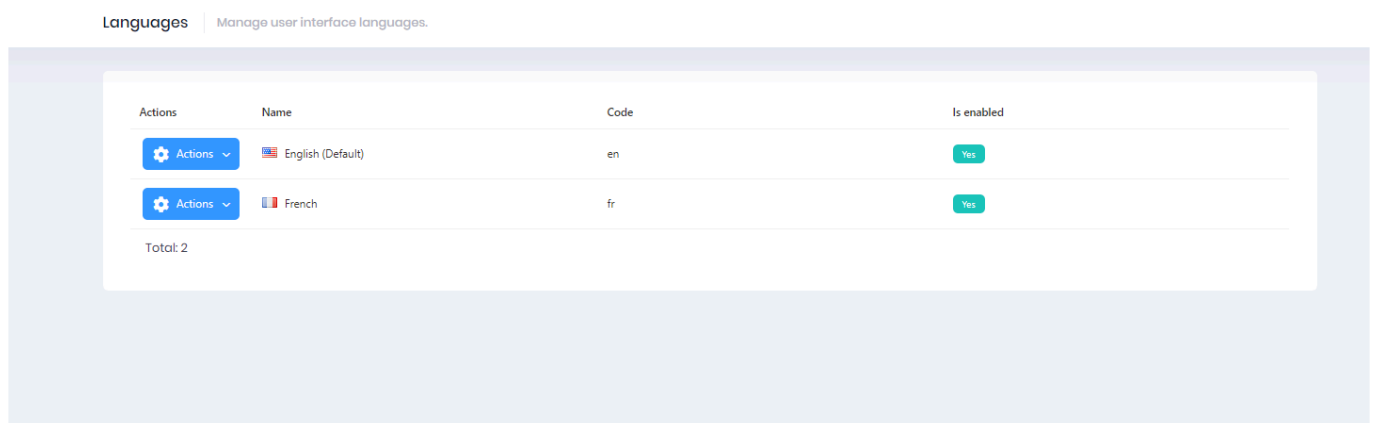 Languages Manage user interface languages.
Actions Name Code Is enabled
Actions English (Default) en Yes
Actions French fr Yes
Total: 2